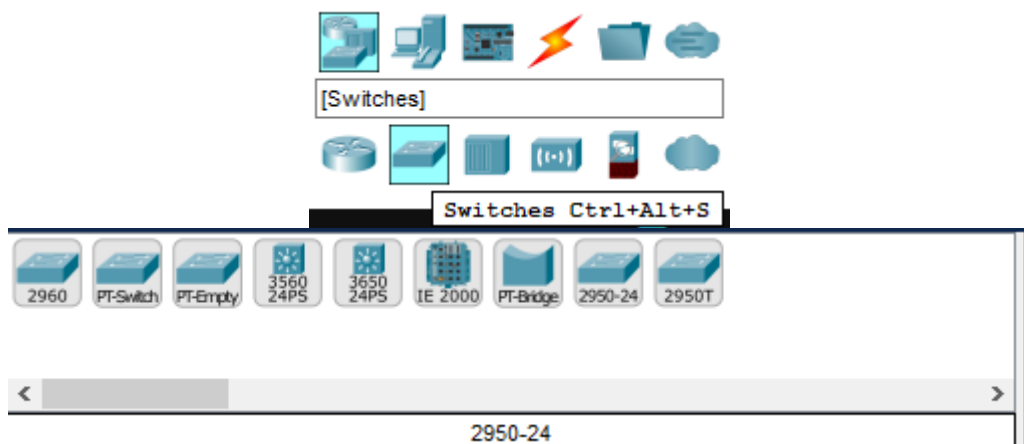 [Switches]
Switches Ctrl+Alt+S
2960 PT-Switch PT-Empty 3560 24PS 3650 24PS IE 2000 PT-Bridge 2950-24 2950T
2950-24